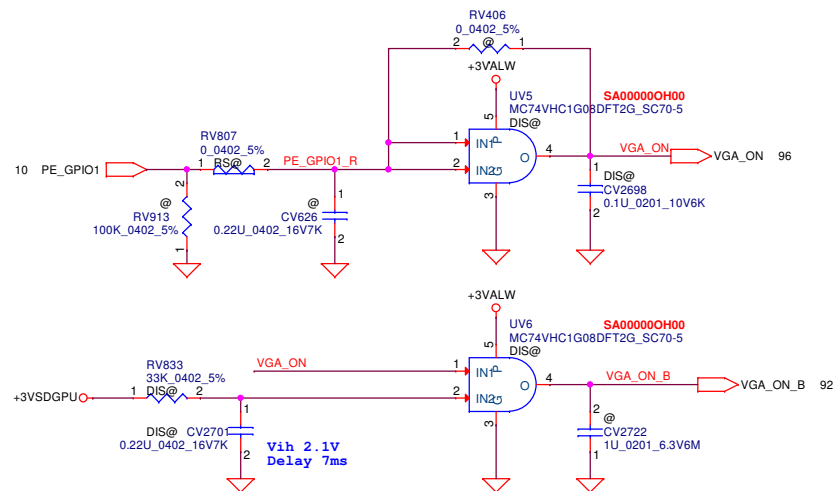 RV406
0_0402_5%
2 @ 1
+3VALW
UV5 SA00000OH00
MC74VHC1G08DFT2G_SC70-5
DIS@
5
RV807
0_0402_5%
1 RS@ 2 PE_GPIO1_R
1 IN1 P
2 IN2 G
O 4 VGA_ON
VGA_ON 96
10 PE_GPIO1
3
2
@
RV913
100K_0402_5%
1
1
@
CV626
0.22U_0402_16V7K
2
1
DIS@
CV2698
0.1U_0201_10V6K
2
+3VALW
UV6 SA00000OH00
MC74VHC1G08DFT2G_SC70-5
DIS@
5
VGA_ON
1 IN1 P
2 IN2 G
O 4 VGA_ON_B
VGA_ON_B 92
3
RV833
33K_0402_5%
+3VSDGPU 1 DIS@ 2
1
DIS@ CV2701
0.22U_0402_16V7K
2
Vih 2.1V
Delay 7ms
2
@
CV2722
1U_0201_6.3V6M
1